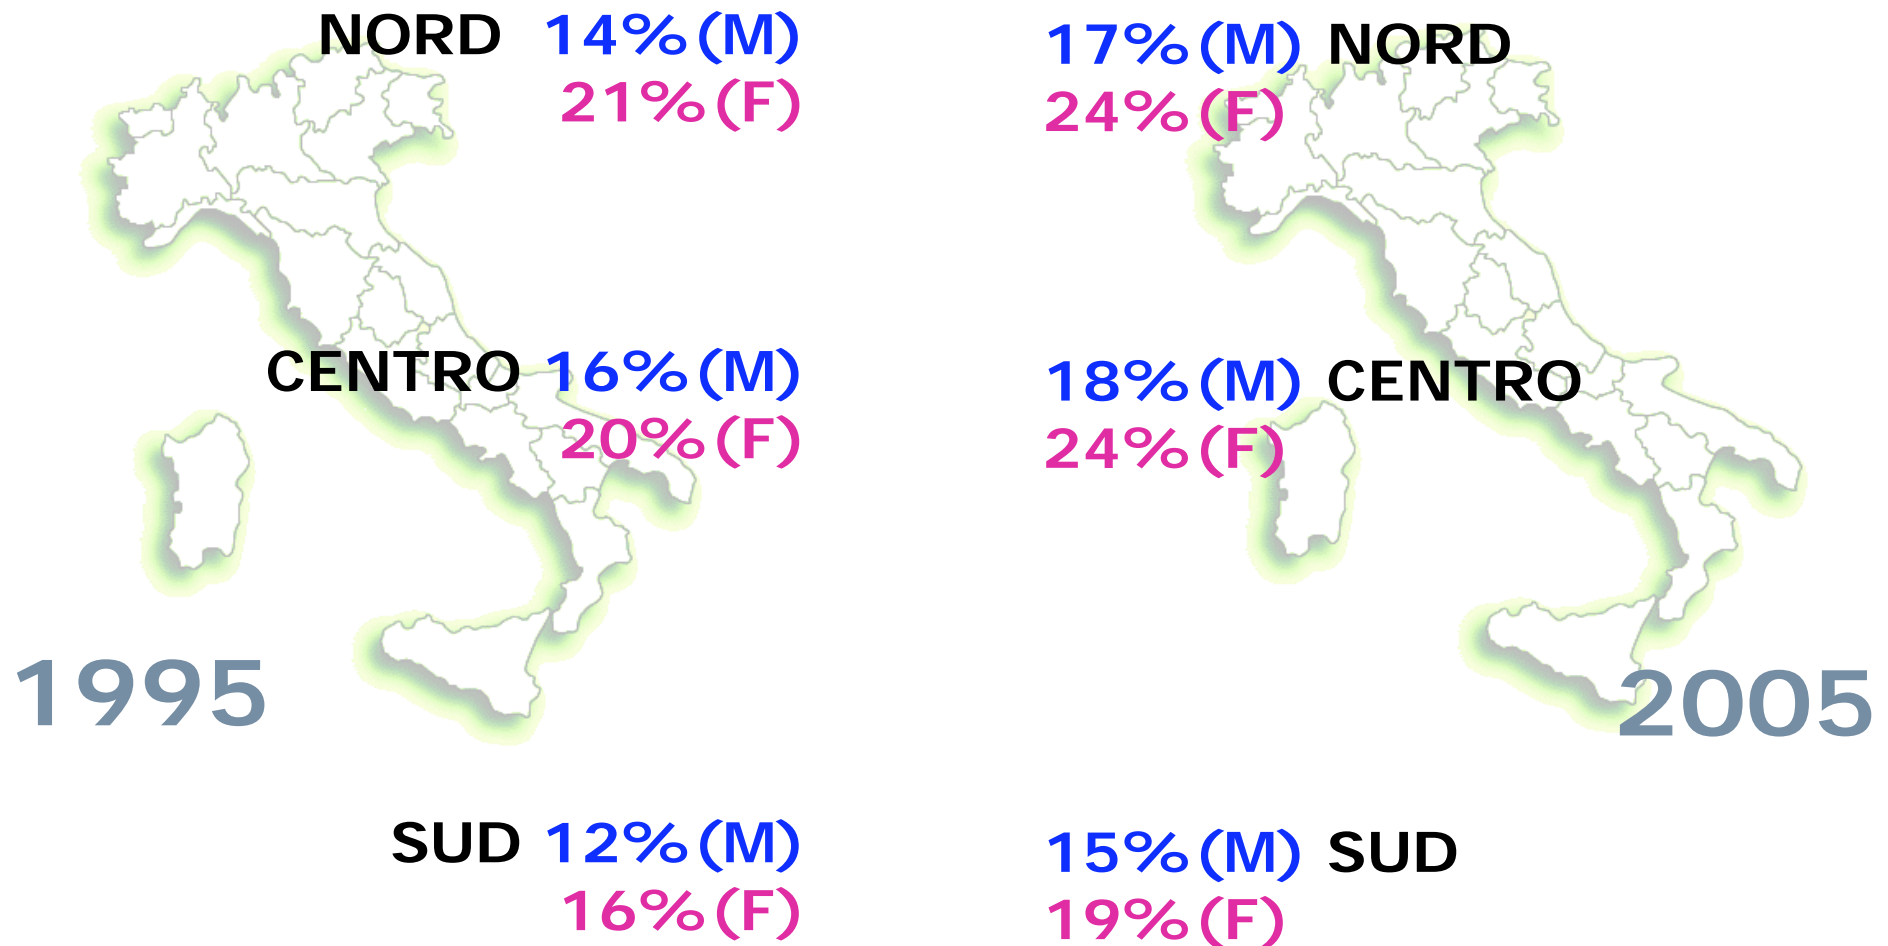 NORD 14% (M)
21% (F)
CENTRO 16% (M)
20% (F)
1995
SUD 12% (M)
16% (F)
17% (M) NORD
24% (F)
18% (M) CENTRO
24% (F)
2005
15% (M) SUD
19% (F)